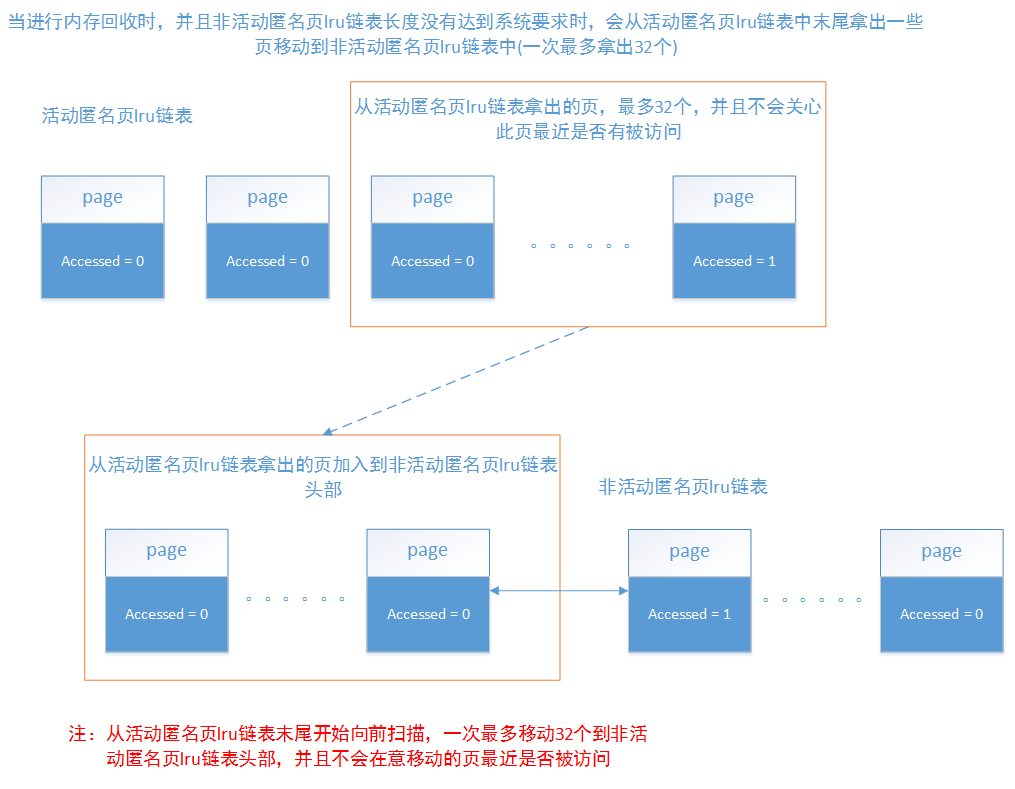 当进行内存回收时，并且非活动匿名页lru链表长度没有达到系统要求时，会从活动匿名页lru链表中末尾拿出一些
页移动到非活动匿名页lru链表中(一次最多拿出32个)
活动匿名页lru链表
从活动匿名页lru链表拿出的页，最多32个，并且不会关心
此页最近是否有被访问
page
page
page
page
Accessed = 0
Accessed = 0
Accessed = 0
Accessed = 1
从活动匿名页lru链表拿出的页加入到非活动匿名页lru链表
头部
非活动匿名页lru链表
page
page
page
page
Accessed = 0
Accessed = 0
Accessed = 1
Accessed = 0
注：从活动匿名页lru链表末尾开始向前扫描，一次最多移动32个到非活
动匿名页lru链表头部，并且不会在意移动的页最近是否被访问